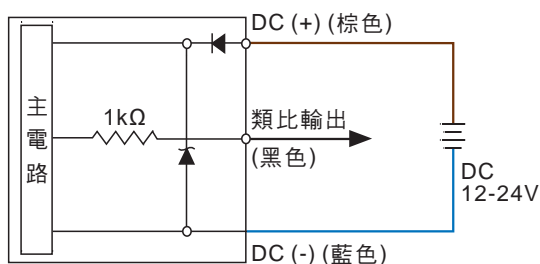 DC (+) (棕色)
主電路
1kΩ
類比輸出
(黑色)
DC
12-24V
DC (-) (藍色)